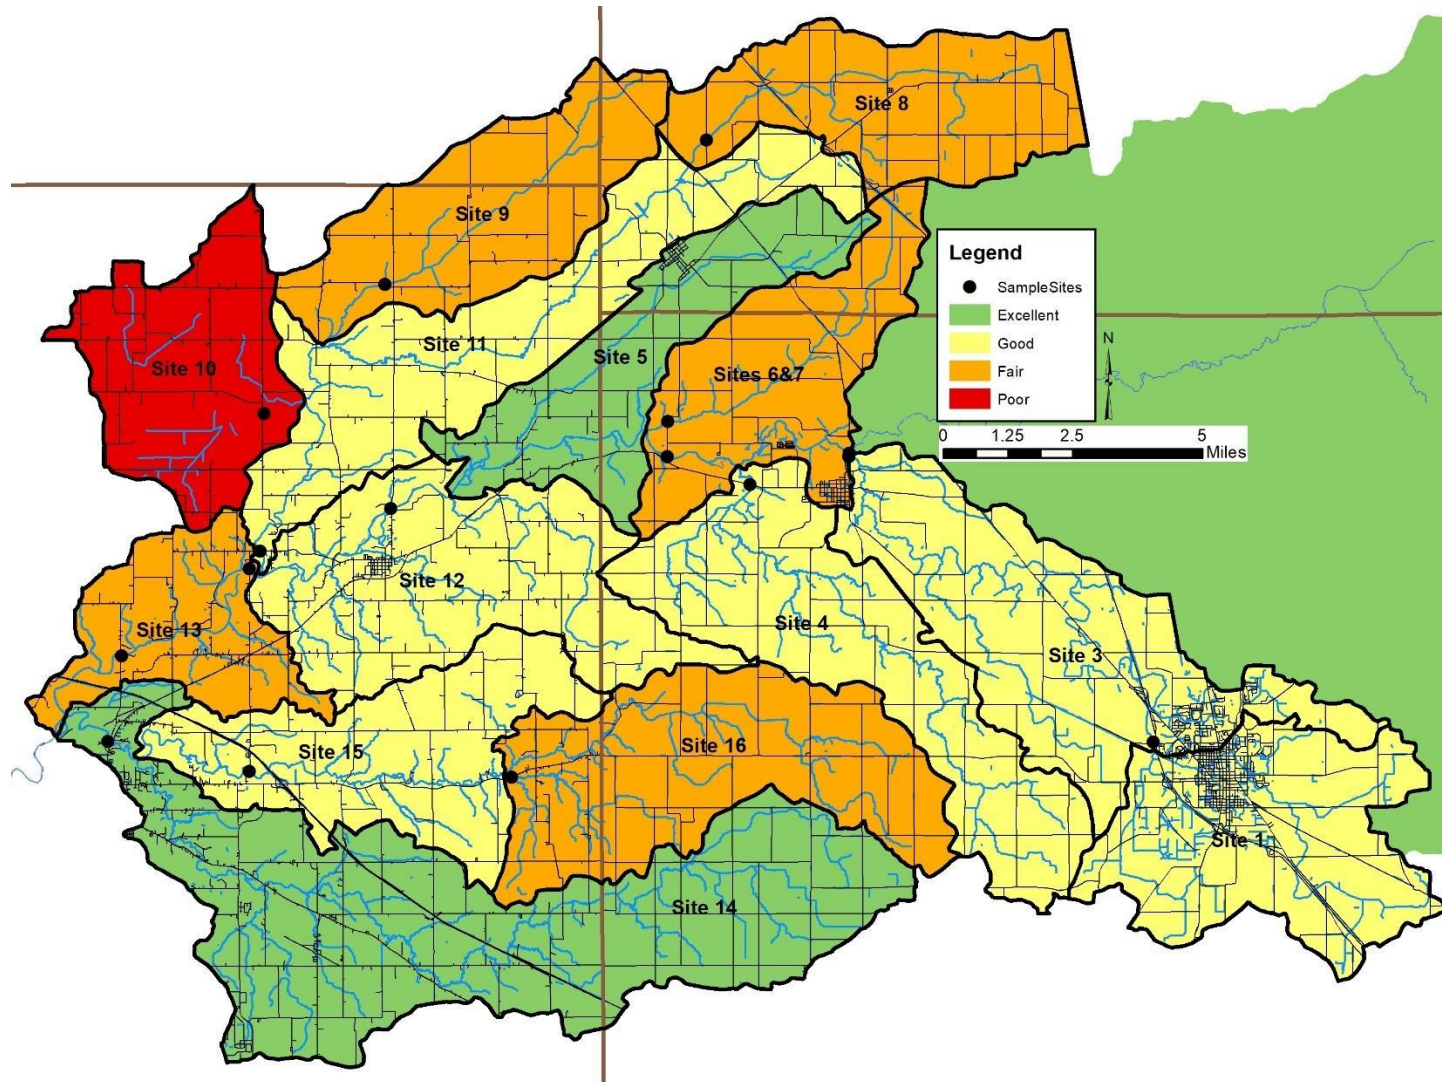 Site 8
Site 9
Legend
SampleSites
Excellent
Good
Fair
Poor
N
Site 11
Site 5
Site 10
Sites 6&7
0 1.25 2.5 5
Miles
Site 12
Site 4
Site 13
Site 3
Site 15
Site 16
Site 1
Site 14